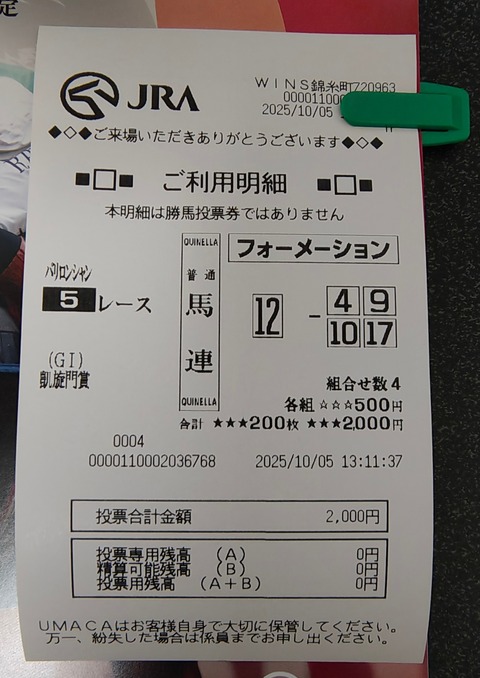 定
JRA
WINS錦糸町720963
0000110
2025/10/05
◆◇◆ご来場いただきありがとうございます◆◇◆
■□■ ご利用明細 ■□■
本明細は勝馬投票券ではありません
パリロンシャン
5レース
(GI)
凱旋門賞
QUINELLA
普通
馬連
QUINELLA
フォーメーション
12 - 4 9
10 17
組合せ数4
各組 ☆☆☆500円
合計 ★★★200枚 ★★★2,000円
0004
0000110002036768 2025/10/05 13:11:37
投票合計金額 2,000円
投票専用残高 (A) 0円
精算可能残高 (B) 0円
投票用残高 (A+B) 0円
UMACAはお客様自身で大切に保管してください。
万一、紛失した場合は係員までお申し出ください。